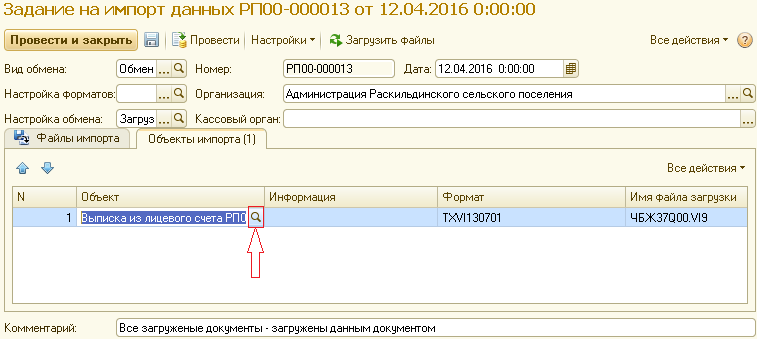 Задание на импорт данных РП00-000013 от 12.04.2016 0:00:00
Провести и закрыть Провести Настройки Загрузить файлы Все действия ?
Вид обмена: Обмен ... Номер: РП00-000013 Дата: 12.04.2016 0:00:00
Настройка форматов: ... Организация: Администрация Раскильдинского сельского поселения ...
Настройка обмена: Загруз ... Кассовый орган: ...
Файлы импорта Объекты импорта (1)
Все действия
N Объект Информация Формат Имя файла загрузки
1 Выписка из лицевого счета РП0 TXVI130701 ЧБЖ37Q00.VI9
Комментарий: Все загруженые документы - загружены данным документом